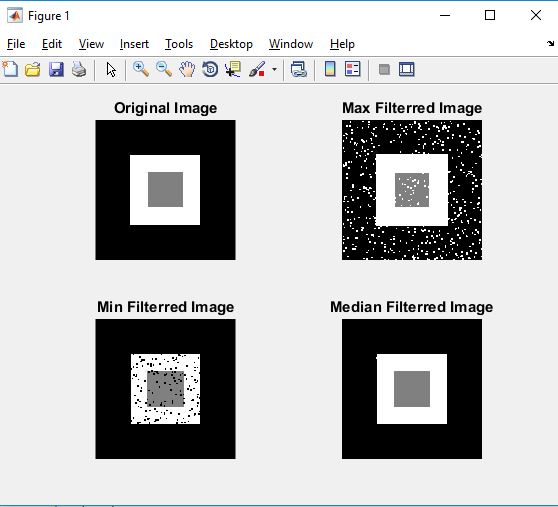 Figure 1
File Edit View Insert Tools Desktop Window Help
Original Image
Max Filterred Image
Min Filterred Image
Median Filterred Image